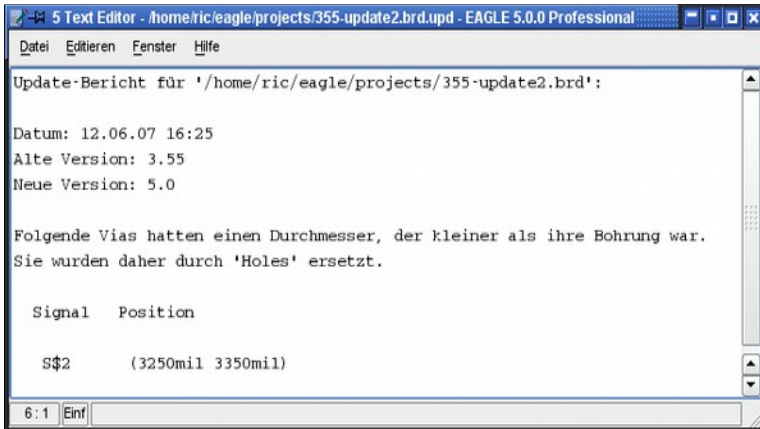 5 Text Editor - /home/ric/eagle/projects/355-update2.brd.upd - EAGLE 5.0.0 Professional
Datei Editieren Fenster Hilfe
Update-Bericht für '/home/ric/eagle/projects/355-update2.brd':
Datum: 12.06.07 16:25
Alte Version: 3.55
Neue Version: 5.0
Folgende Vias hatten einen Durchmesser, der kleiner als ihre Bohrung war.
Sie wurden daher durch 'Holes' ersetzt.
Signal Position
S$2 (3250mil 3350mil)
6:1 Einf